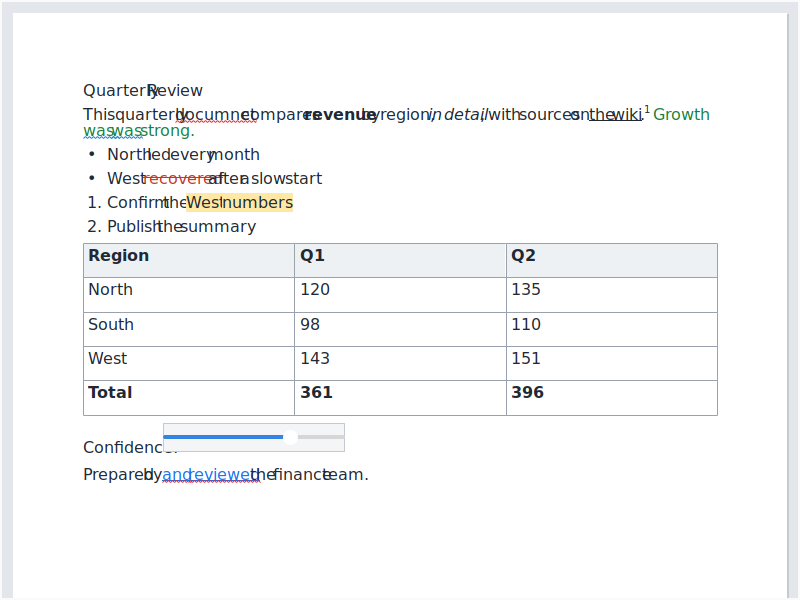 Quarterly Review
This quarterly documnet compares revenue by region, in detail, with sources on the wiki.1 Growth
was was strong.
• North led every month
• West recovered after a slow start
1. Confirm the West numbers
2. Publish the summary
Region Q1 Q2
North 120 135
South 98 110
West 143 151
Total 361 396
Confidence:
Prepared by and reviewed the finance team.